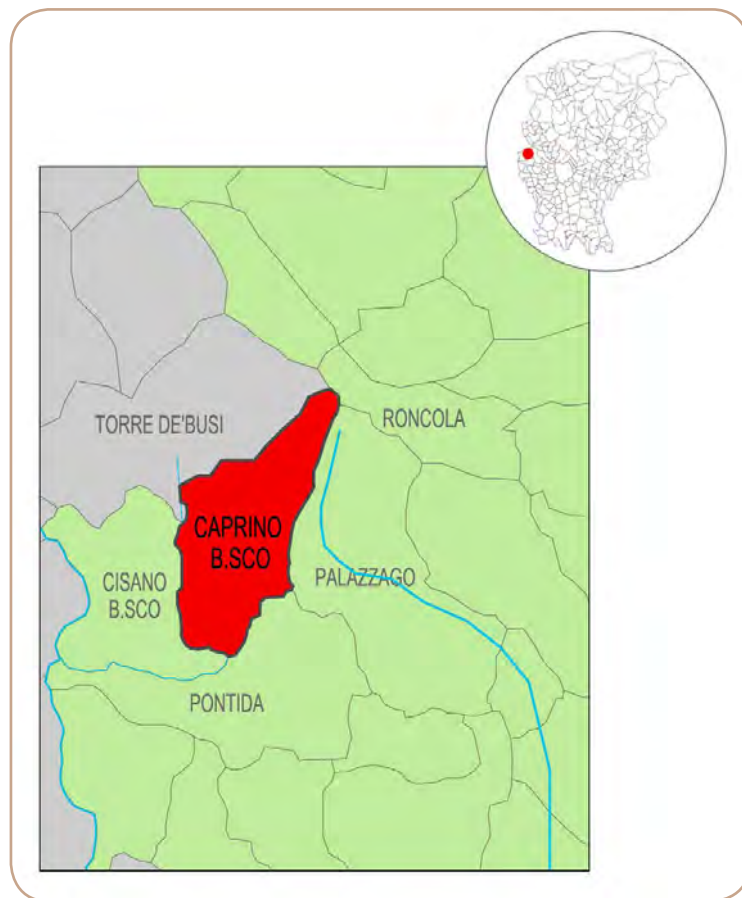 RONCOLA
TORRE DE'BUSI
CAPRINO
B.SCO
CISANO
B.SCO
PALAZZAGO
PONTIDA